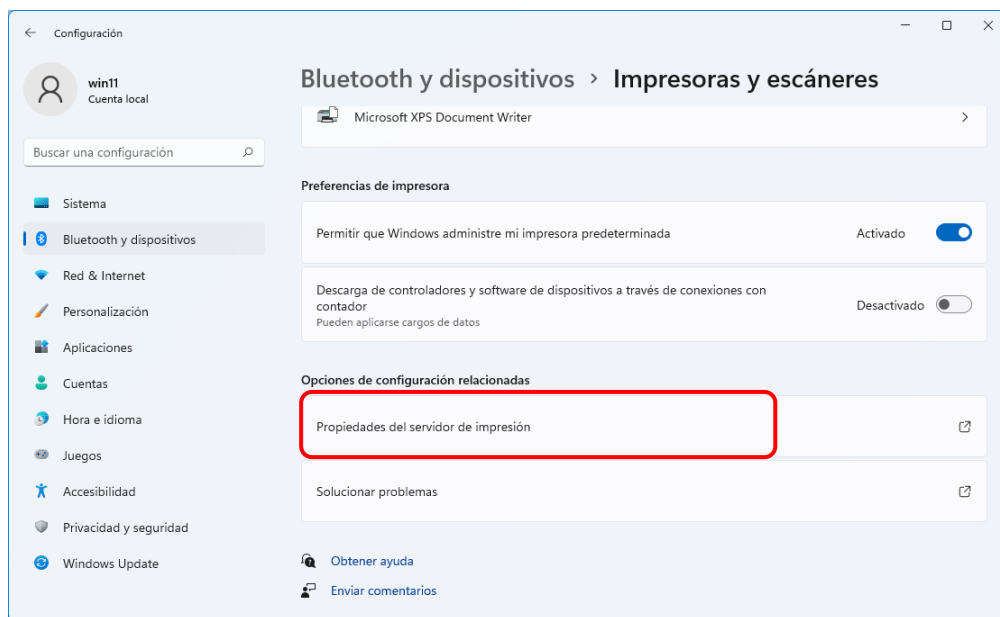 Configuración
win11
Cuenta local
Buscar una configuración
Sistema
Bluetooth y dispositivos
Red & Internet
Personalización
Aplicaciones
Cuentas
Hora e idioma
Juegos
Accesibilidad
Privacidad y seguridad
Windows Update
Bluetooth y dispositivos › Impresoras y escáneres
Microsoft XPS Document Writer
Preferencias de impresora
Permitir que Windows administre mi impresora predeterminada Activado
Descarga de controladores y software de dispositivos a través de conexiones con
contador
Desactivado
Pueden aplicarse cargos de datos
Opciones de configuración relacionadas
Propiedades del servidor de impresión
Solucionar problemas
Obtener ayuda
Enviar comentarios